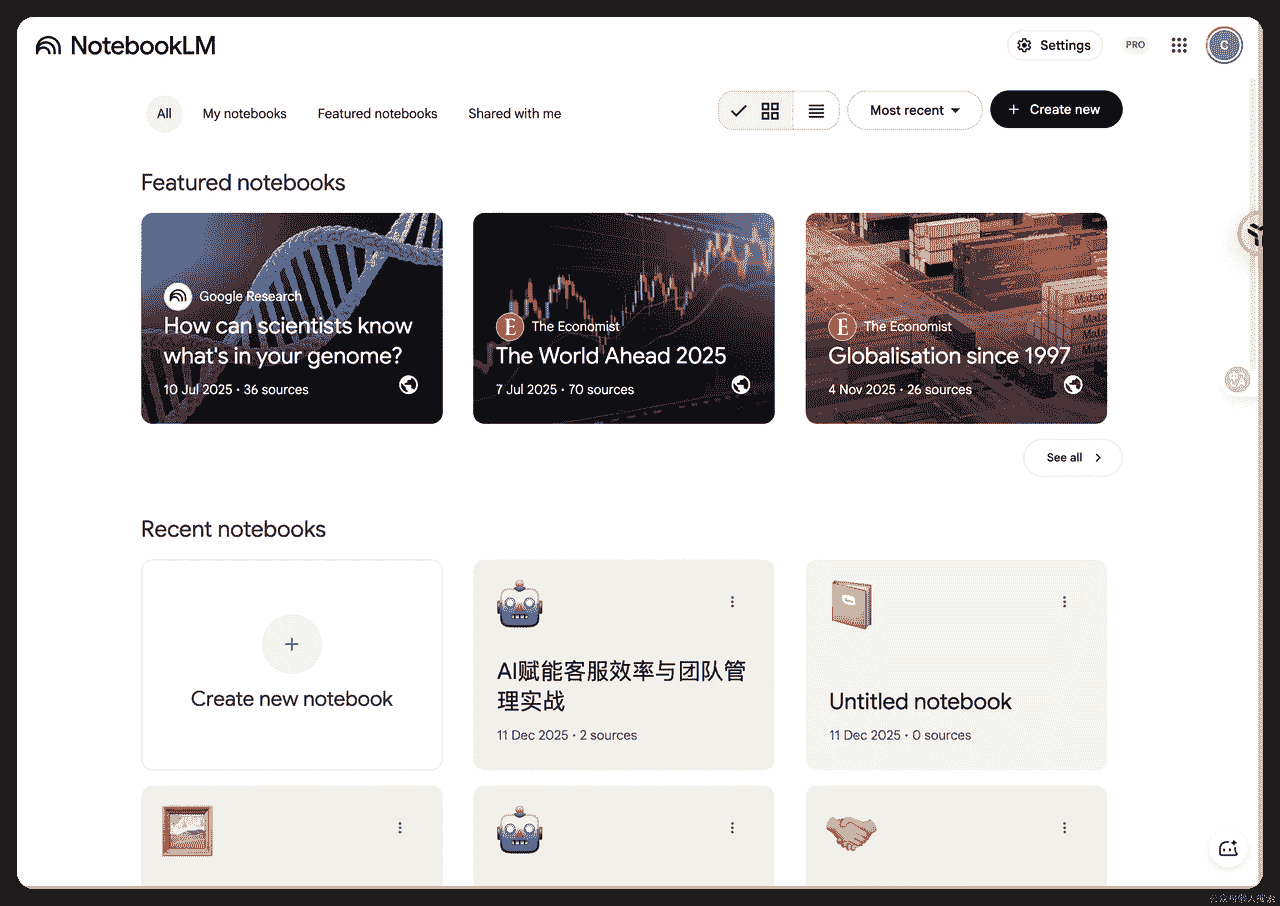 NotebookLM
Settings
PRO
C
All
My notebooks
Featured notebooks
Shared with me
Most recent
Create new
Featured notebooks
Google Research
How can scientists know
what's in your genome?
10 Jul 2025 · 36 sources
E
The Economist
The World Ahead 2025
7 Jul 2025 · 70 sources
Matson
E
The Economist
Globalisation since 1997
4 Nov 2025 · 26 sources
See all
Recent notebooks
Create new notebook
AI赋能客服效率与团队管
理实战
11 Dec 2025 · 2 sources
Untitled notebook
11 Dec 2025 · 0 sources